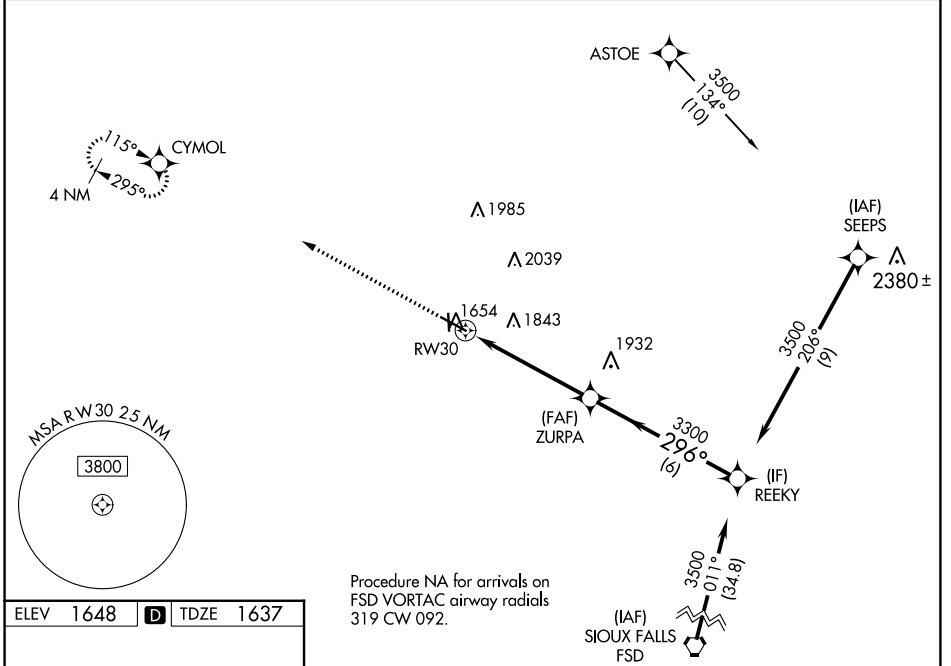 ASTOE
3500
134°
(10)
115°
CYMOL
295°
4 NM
1985
(IAF)
SEEPS
2380±
2039
1654
1843
RW30
3500
206°
(9)
1932
(FAF)
ZURPA
3300
296°
(6)
(IF)
REEKY
MSA RW30 25 NM
3800
3500
011°
(34.8)
Procedure NA for arrivals on
FSD VORTAC airway radials
319 CW 092.
(IAF)
SIOUX FALLS
FSD
ELEV 1648 D TDZE 1637